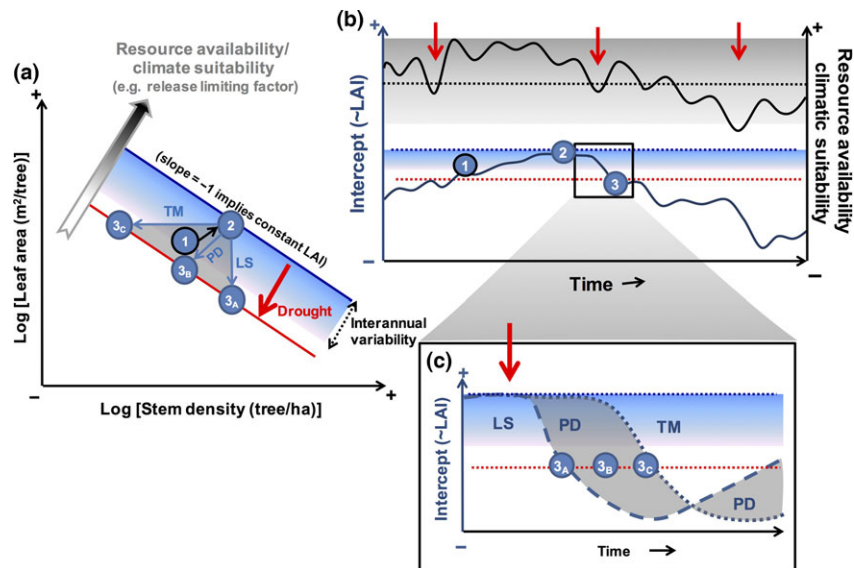 (a)
Resource availability/
climate suitability
(e.g. release limiting factor)
+
Log [Leaf area (m²/tree)]
(slope = –1 implies constant LAI)
TM
3C
1
2
PD
LS
3B
3A
Drought
Interannual
variability
–
+
Log [Stem density (tree/ha)]
(b)
+
+
Intercept (~LAI)
Resource availability
climatic suitability
1
2
3
–
–
Time →
(c)
+
Intercept (~LAI)
LS
PD
TM
3A
3B
3C
PD
–
Time →